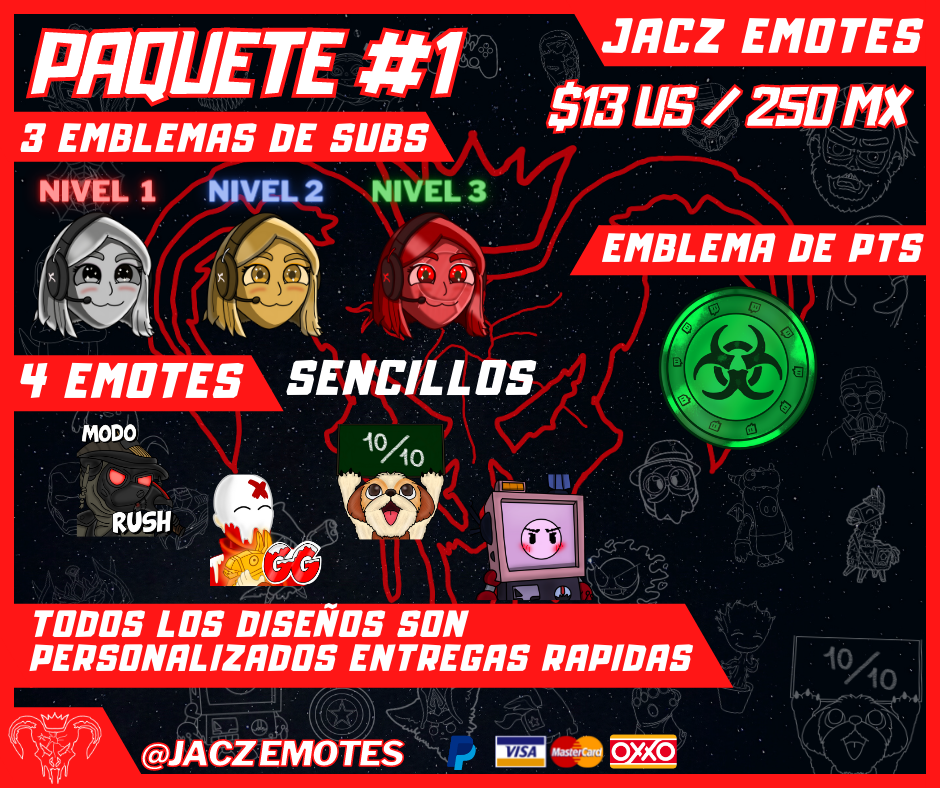 PAQUETE #1
JACZ EMOTES
$13 US / 250 MX
3 EMBLEMAS DE SUBS
NIVEL 1
NIVEL 2
NIVEL 3
EMBLEMA DE PTS
4 EMOTES
SENCILLOS
MODO
RUSH
GG
10/10
TODOS LOS DISEÑOS SON
PERSONALIZADOS ENTREGAS RAPIDAS
10/10
@JACZEMOTES
VISA
MasterCard
OXXO